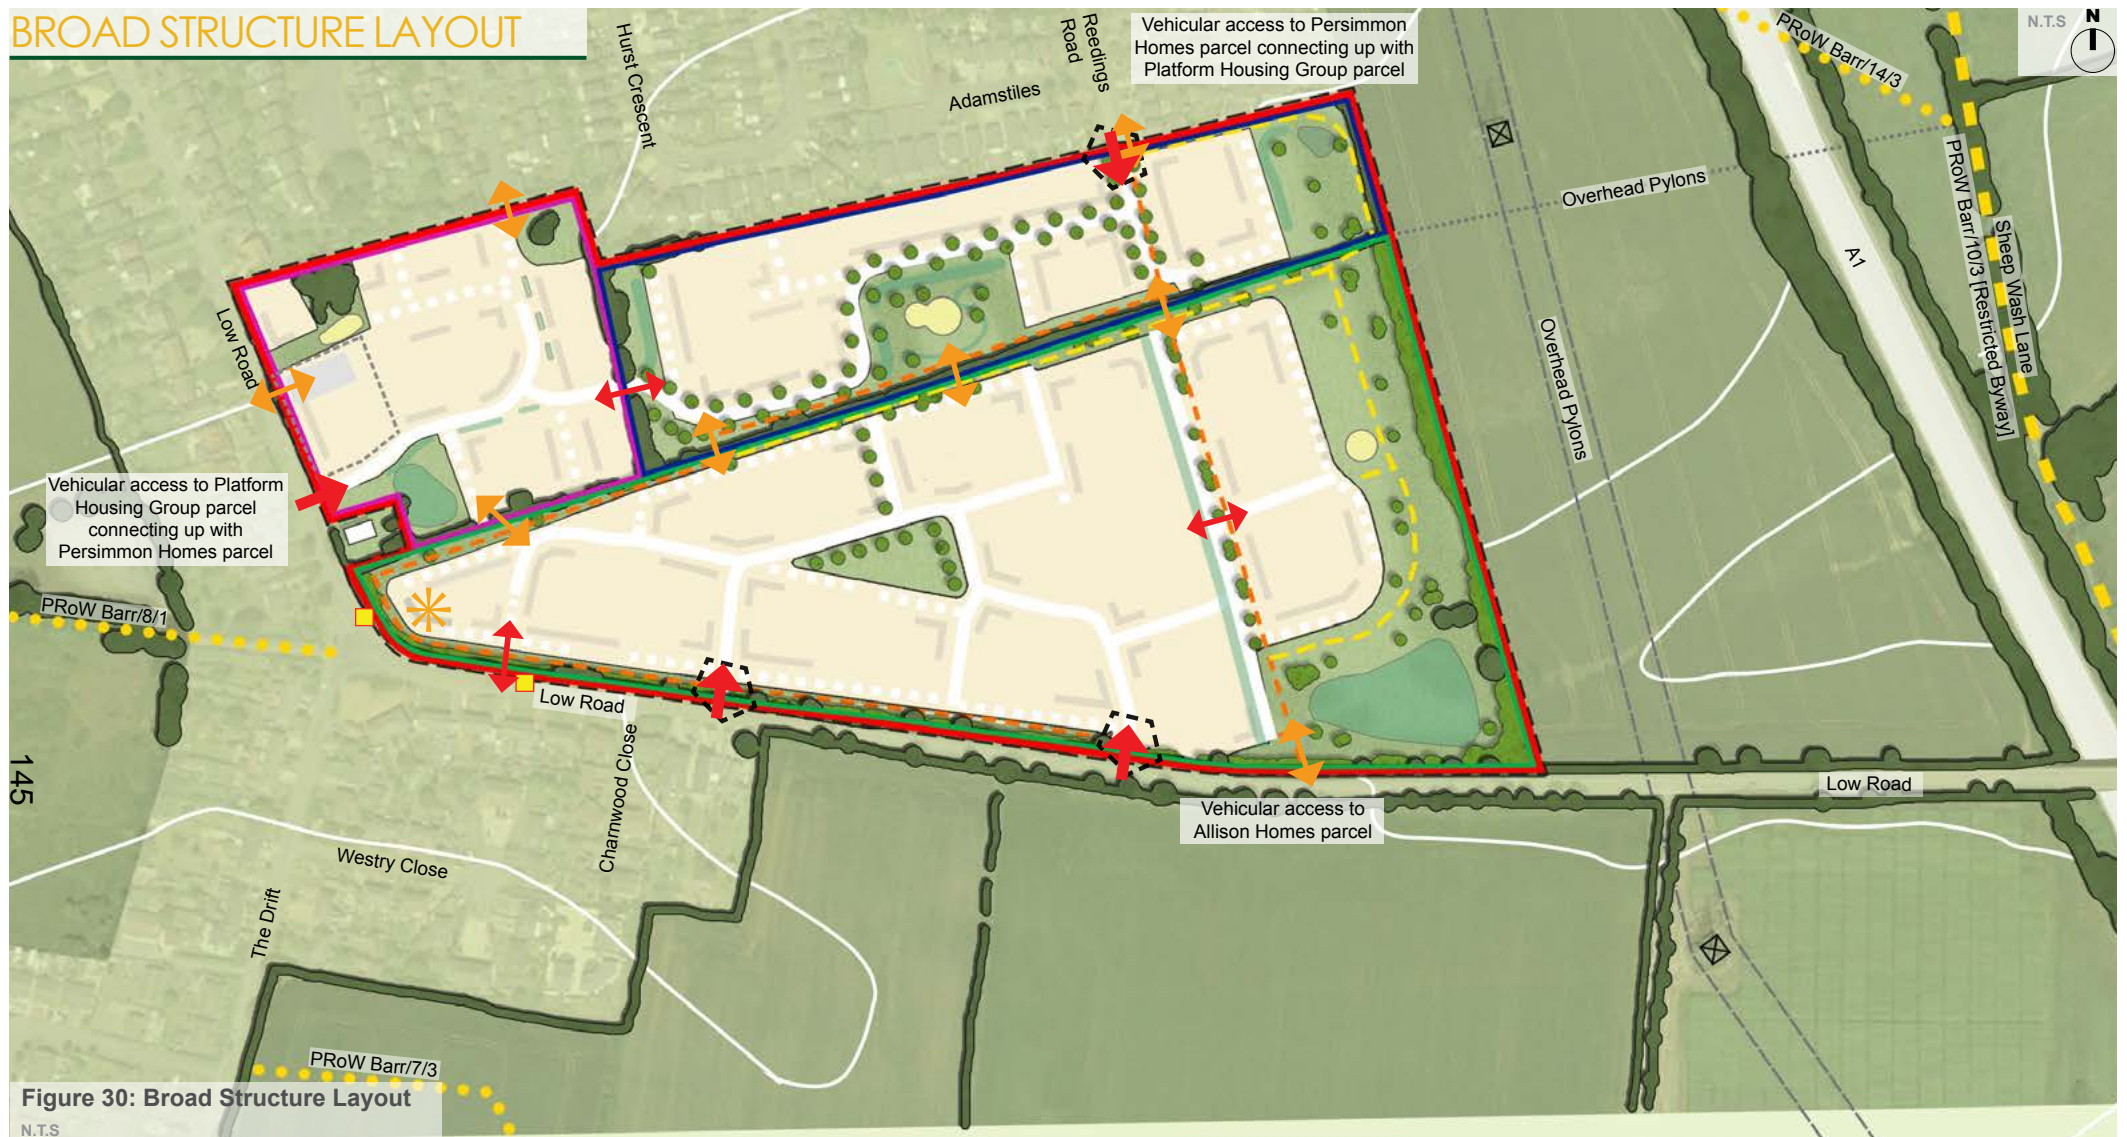 BROAD STRUCTURE LAYOUT
Hurst Crescent
Adamstiles
Reedings
Road
Vehicular access to Persimmon
Homes parcel connecting up with
Platform Housing Group parcel
PRoW Barr/14/3
N.T.S
N
Overhead Pylons
A1
PRoW Barr/10/3 [Restricted Byway]
Sheep Wash Lane
Low Road
Overhead Pylons
Vehicular access to Platform
Housing Group parcel
connecting up with
Persimmon Homes parcel
PRoW Barr/8/1
Low Road
Charnwood Close
145
Low Road
Vehicular access to
Allison Homes parcel
Westry Close
The Drift
PRoW Barr/7/3
Figure 30: Broad Structure Layout
N.T.S